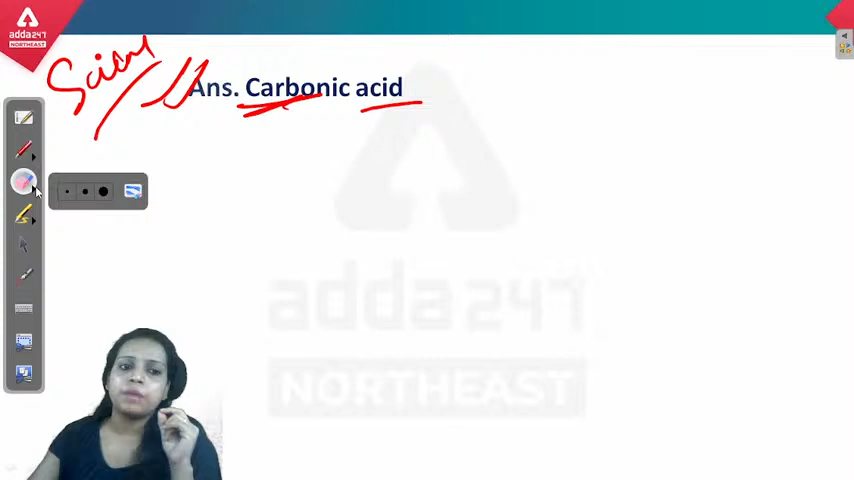 adda247
NORTHEAST
Ans. Carbonic acid
adda247
NORTHEAST